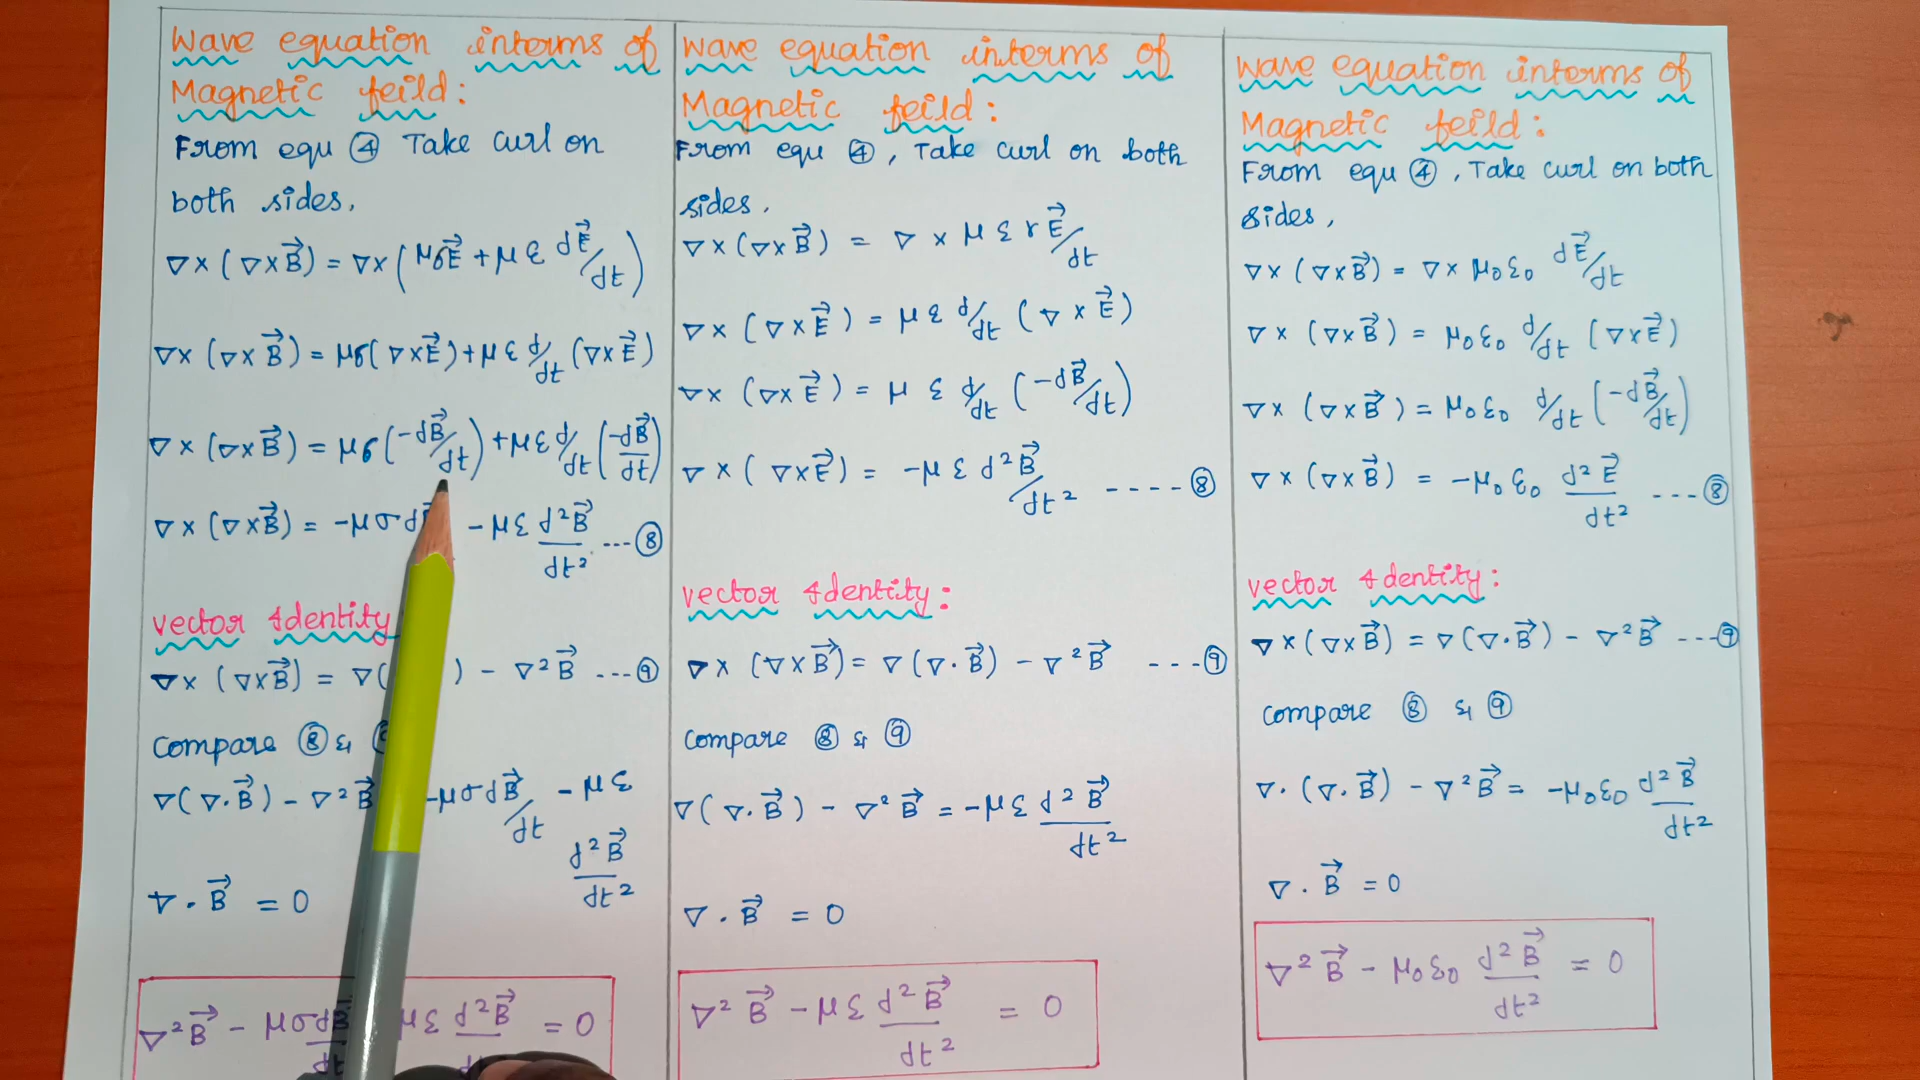 Wave equation interms of
Magnetic feild:
From equ ④ Take curl on
both sides,
∇×(∇×B⃗) = ∇×(μσE⃗ + με dE⃗/dt)
∇×(∇×B⃗) = μσ(∇×E⃗) + με d/dt (∇×E⃗)
∇×(∇×B⃗) = μσ(-dB⃗/dt) + με d/dt (-dB⃗/dt)
∇×(∇×B⃗) = -μσ d - με d²B⃗/dt² ---⑧
Vector Identity
∇×(∇×B⃗) = ∇( ) - ∇²B⃗ ---⑨
Compare ⑧ &
∇(∇.B⃗) - ∇²B⃗ -μσ dB⃗/dt - με
d²B⃗/dt²
∇.B⃗ = 0
∇²B⃗ - μσ dB⃗/dt με d²B⃗/dt² = 0
Wave equation interms of
Magnetic feild:
From equ ④, Take curl on both
sides,
∇×(∇×B⃗) = ∇ × μ ε r E⃗/dt
∇×(∇×E⃗) = με d/dt (∇×E⃗)
∇×(∇×E⃗) = μ ε d/dt (-dB⃗/dt)
∇×(∇×E⃗) = -με d²B⃗/dt² ----⑧
Vector Identity:
∇×(∇×B⃗) = ∇(∇.B⃗) - ∇²B⃗ ---⑨
Compare ⑧ & ⑨
∇(∇.B⃗) - ∇²B⃗ = -με d²B⃗/dt²
∇.B⃗ = 0
∇²B⃗ - με d²B⃗/dt² = 0
Wave equation interms of
Magnetic feild:
From equ ④, Take curl on both
sides,
∇×(∇×B⃗) = ∇× μ₀ε₀ dE⃗/dt
∇×(∇×B⃗) = μ₀ε₀ d/dt (∇×E⃗)
∇×(∇×B⃗) = μ₀ε₀ d/dt (-dB⃗/dt)
∇×(∇×B⃗) = -μ₀ε₀ d²E⃗/dt² ---⑧
Vector Identity:
∇×(∇×B⃗) = ∇(∇.B⃗) - ∇²B⃗ ---⑨
Compare ⑧ & ⑨
∇.(∇.B⃗) - ∇²B⃗ = -μ₀ε₀ d²B⃗/dt²
∇.B⃗ = 0
∇²B⃗ - μ₀ε₀ d²B⃗/dt² = 0